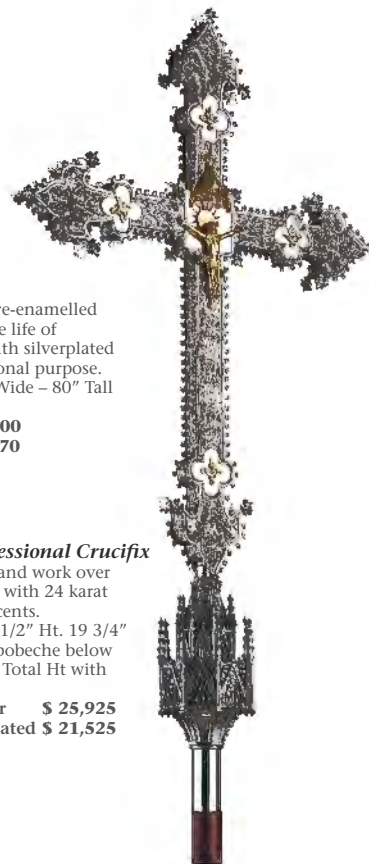 re-enamelled
e life of
th silverplated
onal purpose.
Wide – 80" Tall
00
70
essional Crucifix
and work over
with 24 karat
cents.
1/2" Ht. 19 3/4"
obeche below
Total Ht with
r $ 25,925
ated $ 21,525